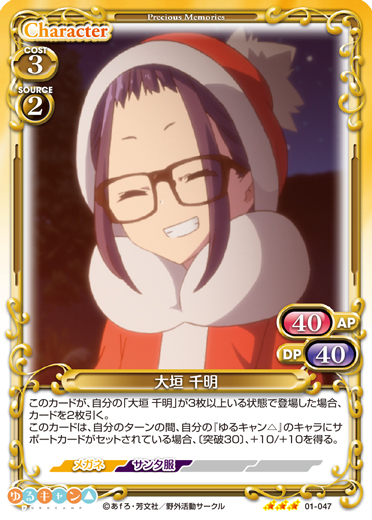 Precious Memories
Character
COST
3
SOURCE
2
40 AP
DP 40
大垣 千明
このカードが、自分の「大垣 千明」が3枚以上いる状態で登場した場合、
カードを2枚引く。
このカードは、自分のターンの間、自分の『ゆるキャン△』のキャラにサ
ポートカードがセットされている場合、〔突破30〕、+10/+10を得る。
メガネ サンタ服
ゆるキャン△
©あfろ・芳文社/野外活動サークル
01-047